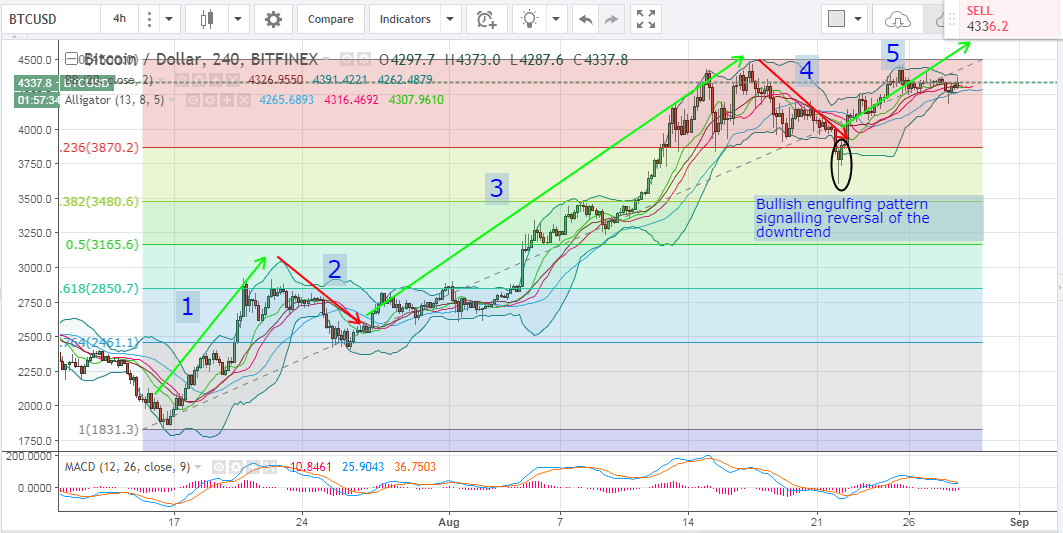 BTCUSD 4h Compare Indicators
SELL
4336.2
Bitcoin / Dollar, 240, BITFINEX O4297.7 H4373.0 L4287.6 C4337.8
BB (20, close, 2) 4326.9550 4391.4221 4262.4879
Alligator (13, 8, 5) 4265.6893 4316.4692 4307.9610
4500.0
4337.8 BTCUSD
01:57:34
4000.0
3750.0
3500.0
3250.0
3000.0
2750.0
2500.0
2250.0
2000.0
1750.0
.236(3870.2)
.382(3480.6)
0.5(3165.6)
.618(2850.7)
.764(2461.1)
1(1831.3)
1
2
3
4
5
Bullish engulfing pattern
signalling reversal of the
downtrend
200.0000
0.0000
MACD (12, 26, close, 9) -10.8461 25.9043 36.7503
17 24 Aug 7 14 21 26 Sep